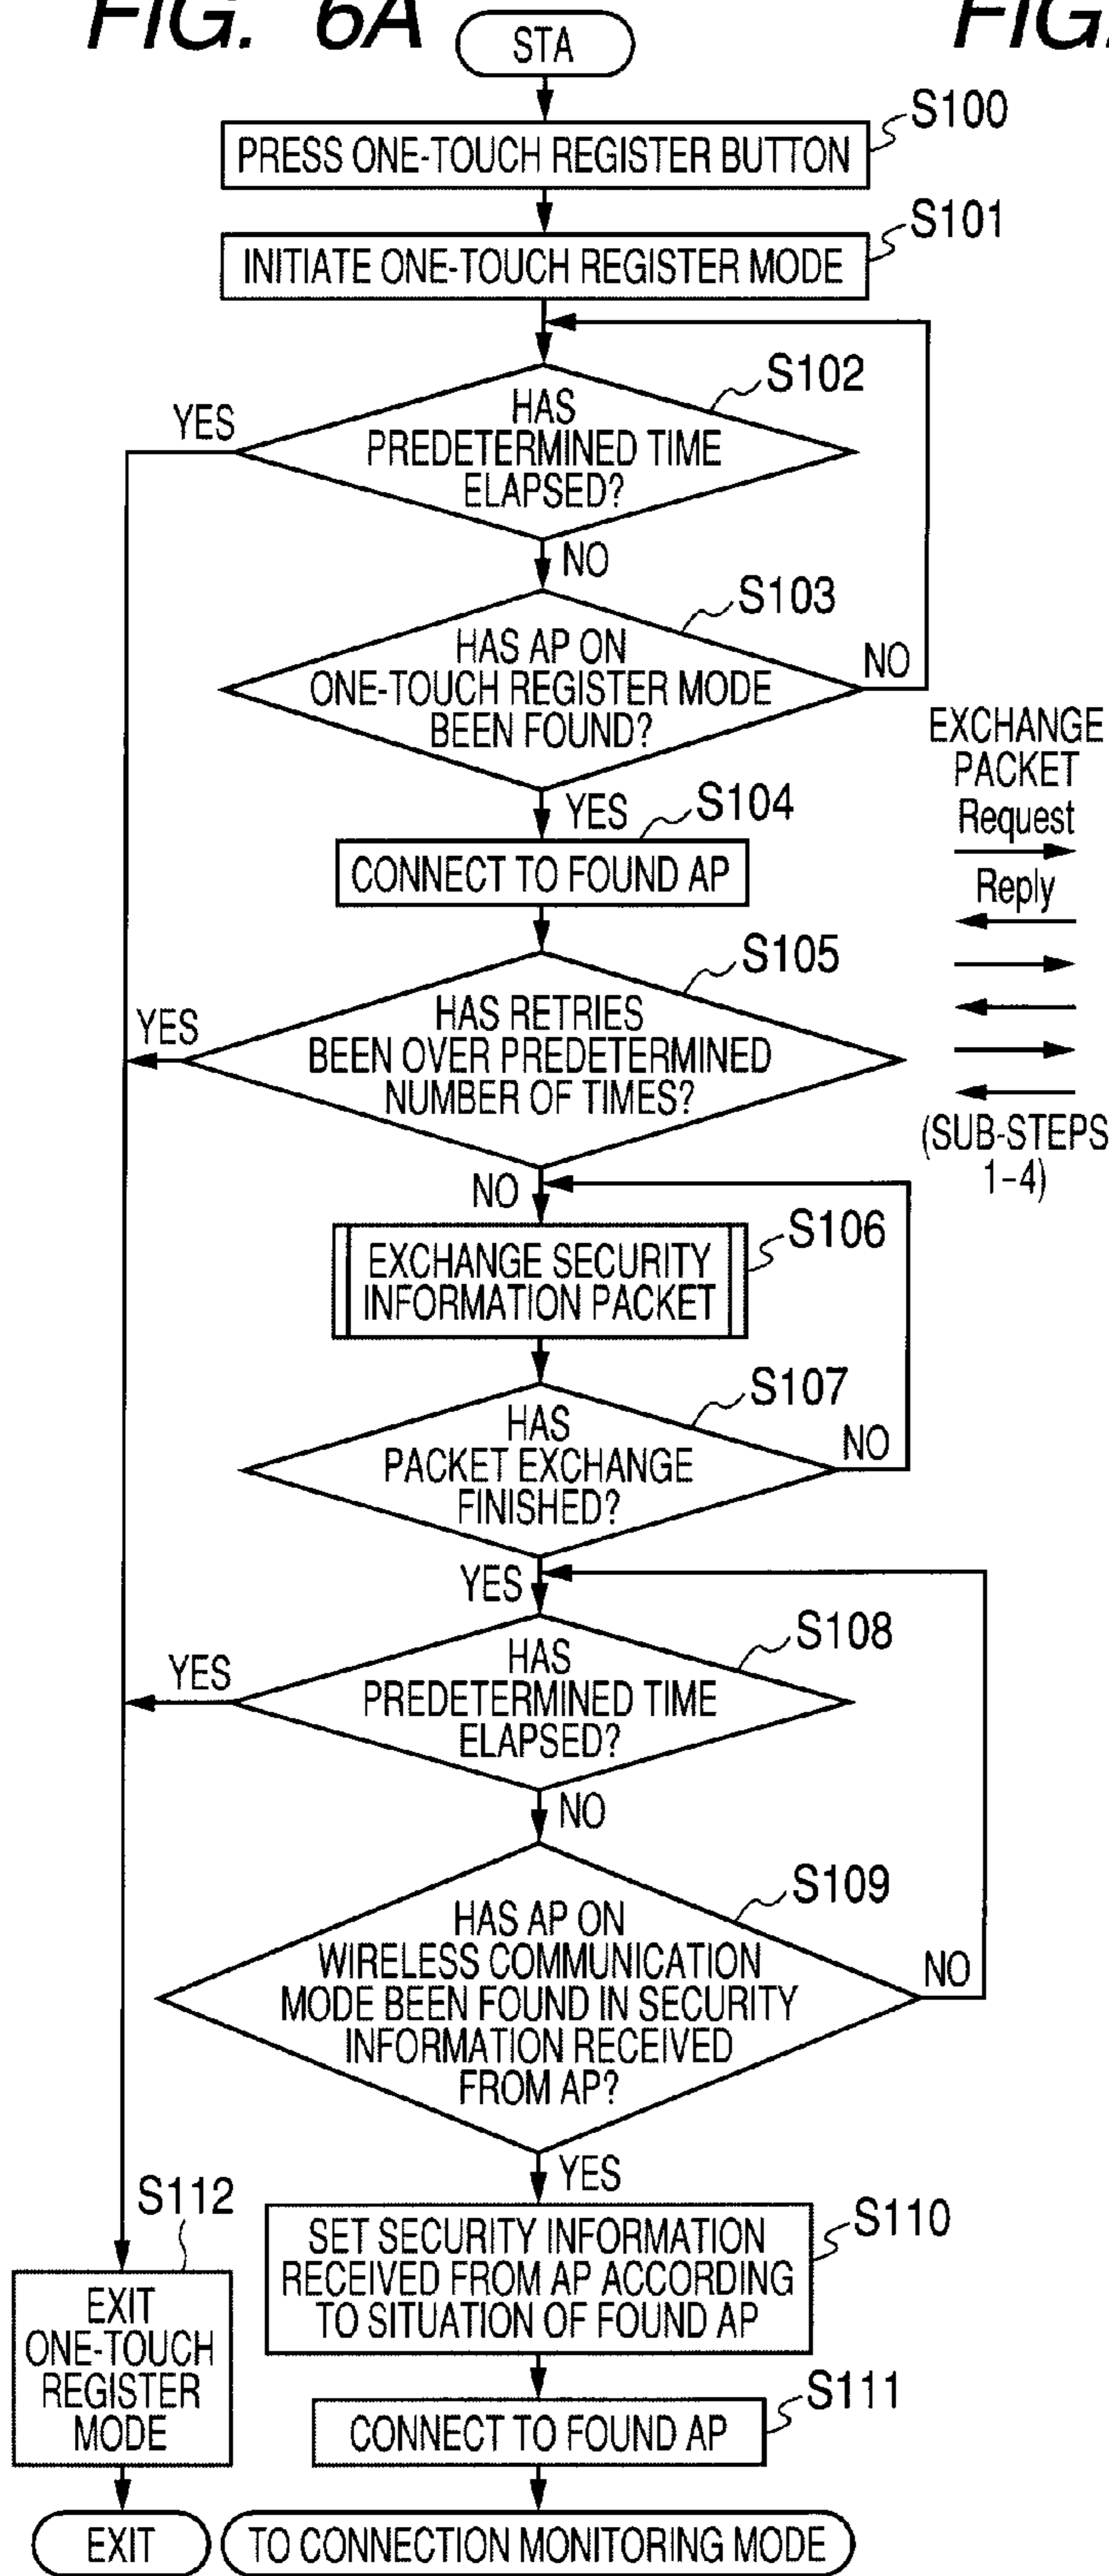 FIG. 6A
FIG.
STA
S100
PRESS ONE-TOUCH REGISTER BUTTON
S101
INITIATE ONE-TOUCH REGISTER MODE
S102
YES
HAS
PREDETERMINED TIME
ELAPSED?
NO
S103
HAS AP ON
ONE-TOUCH REGISTER MODE
BEEN FOUND?
NO
EXCHANGE
PACKET
Request
Reply
(SUB-STEPS
1-4)
YES
S104
CONNECT TO FOUND AP
S105
YES
HAS RETRIES
BEEN OVER PREDETERMINED
NUMBER OF TIMES?
NO
S106
EXCHANGE SECURITY
INFORMATION PACKET
S107
HAS
PACKET EXCHANGE
FINISHED?
NO
YES
S108
YES
HAS
PREDETERMINED TIME
ELAPSED?
NO
S109
HAS AP ON
WIRELESS COMMUNICATION
MODE BEEN FOUND IN SECURITY
INFORMATION RECEIVED
FROM AP?
NO
YES
S112
S110
SET SECURITY INFORMATION
RECEIVED FROM AP ACCORDING
TO SITUATION OF FOUND AP
EXIT
ONE-TOUCH
REGISTER
MODE
S111
CONNECT TO FOUND AP
EXIT
TO CONNECTION MONITORING MODE